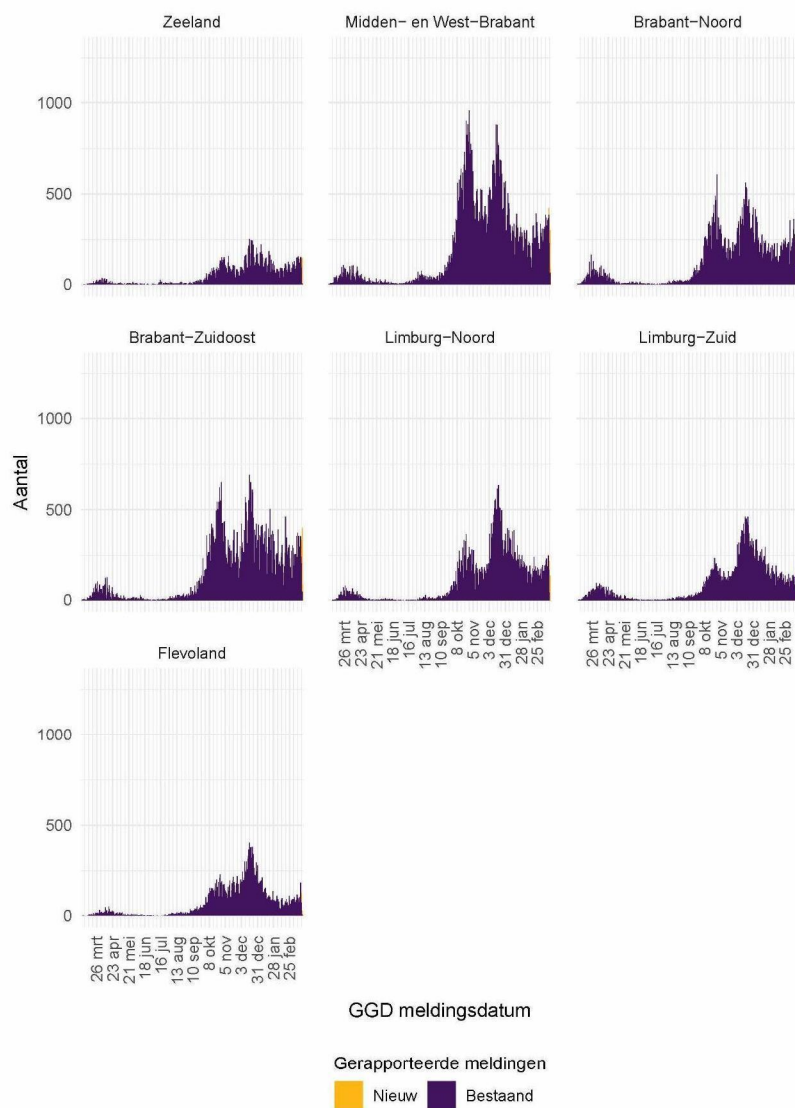 Zeeland
Midden- en West-Brabant
Brabant-Noord
1000
500
0
Brabant-Zuidoost
Limburg-Noord
Limburg-Zuid
1000
500
0
Aantal
26 mrt
23 apr
21 mei
18 jun
16 jul
13 aug
10 sep
8 okt
5 nov
3 dec
31 dec
28 jan
25 feb
26 mrt
23 apr
21 mei
18 jun
16 jul
13 aug
10 sep
8 okt
5 nov
3 dec
31 dec
28 jan
25 feb
Flevoland
1000
500
0
26 mrt
23 apr
21 mei
18 jun
16 jul
13 aug
10 sep
8 okt
5 nov
3 dec
31 dec
28 jan
25 feb
GGD meldingsdatum
Gerapporteerde meldingen
Nieuw
Bestaand